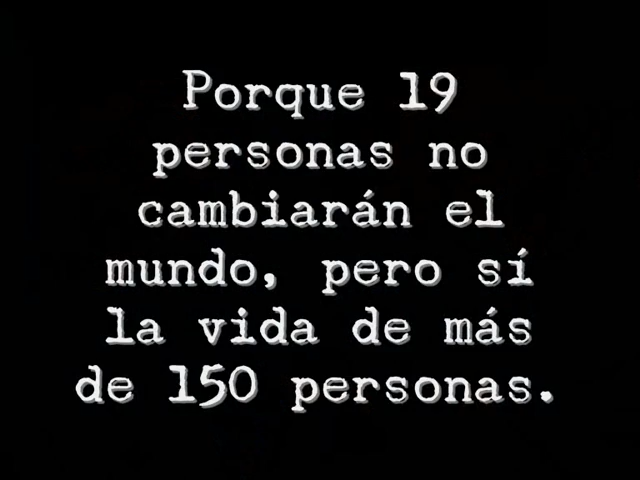 Porque 19
personas no
cambiarán el
mundo, pero sí
la vida de más
de 150 personas.